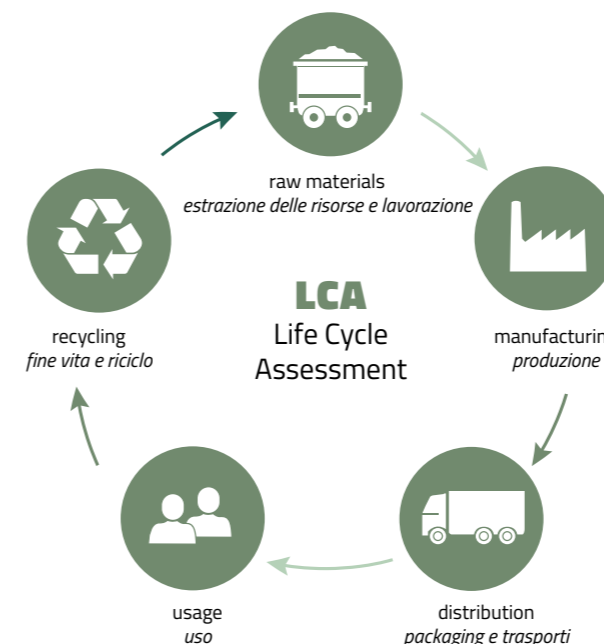 raw materials
estrazione delle risorse e lavorazione
LCA
Life Cycle
Assessment
recycling
fine vita e riciclo
manufacturin
produzione
usage
uso
distribution
packaging e trasporti